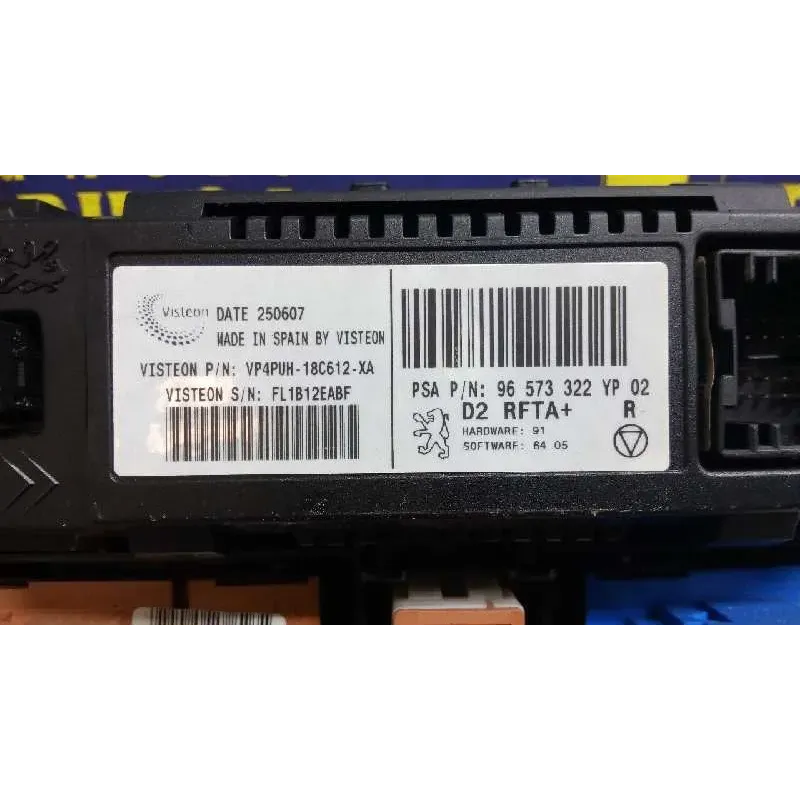 Visteon
DATE 250607
MADE IN SPAIN BY VISTEON
VISTEON P/N: VP4PUH-18C612-XA
VISTEON S/N: FL1B12EABF
PSA P/N: 96 573 322 YP 02
D2 RFTA+ R
HARDWARE: 91
SOFTWARE: 64 05